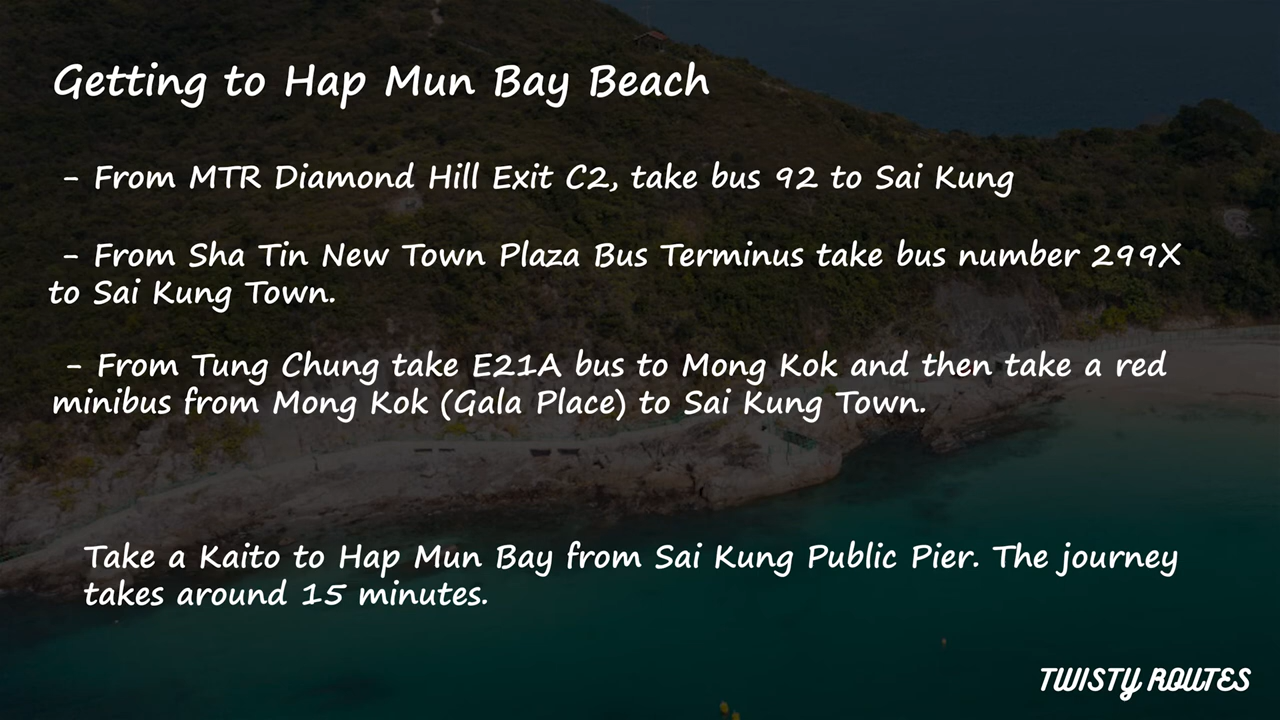 Getting to Hap Mun Bay Beach
- From MTR Diamond Hill Exit C2, take bus 92 to Sai Kung
- From Sha Tin New Town Plaza Bus Terminus take bus number 299X
to Sai Kung Town.
- From Tung Chung take E21A bus to Mong Kok and then take a red
minibus from Mong Kok (Gala Place) to Sai Kung Town.
Take a Kaito to Hap Mun Bay from Sai Kung Public Pier. The journey
takes around 15 minutes.
TWISTY ROUTES